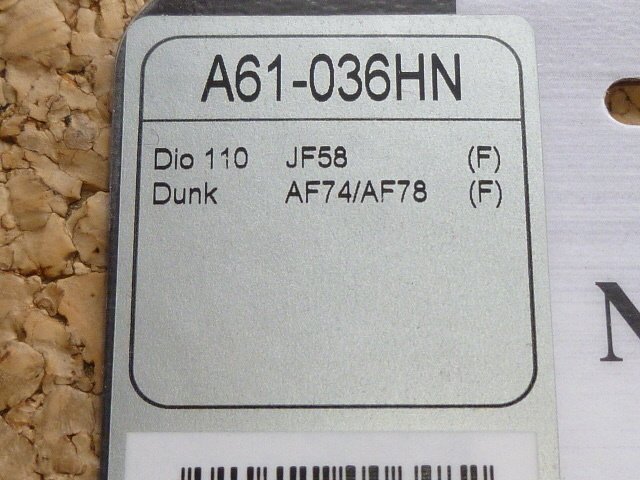 A61-036HN
Dio 110 JF58 (F)
Dunk AF74/AF78 (F)
N